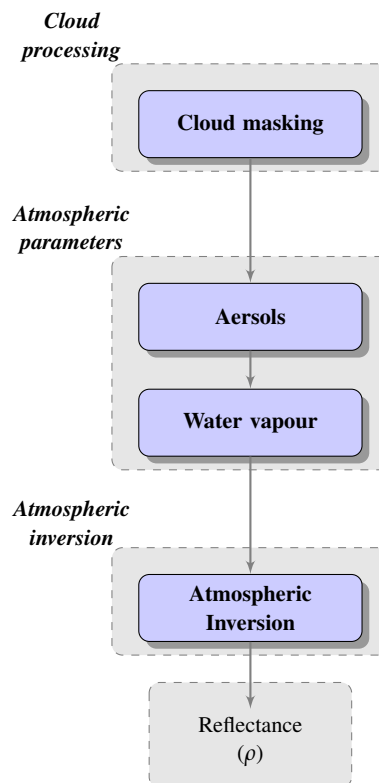 Cloud
processing
Cloud masking
Atmospheric
parameters
Aersols
Water vapour
Atmospheric
inversion
Atmospheric
Inversion
Reflectance
(ρ)